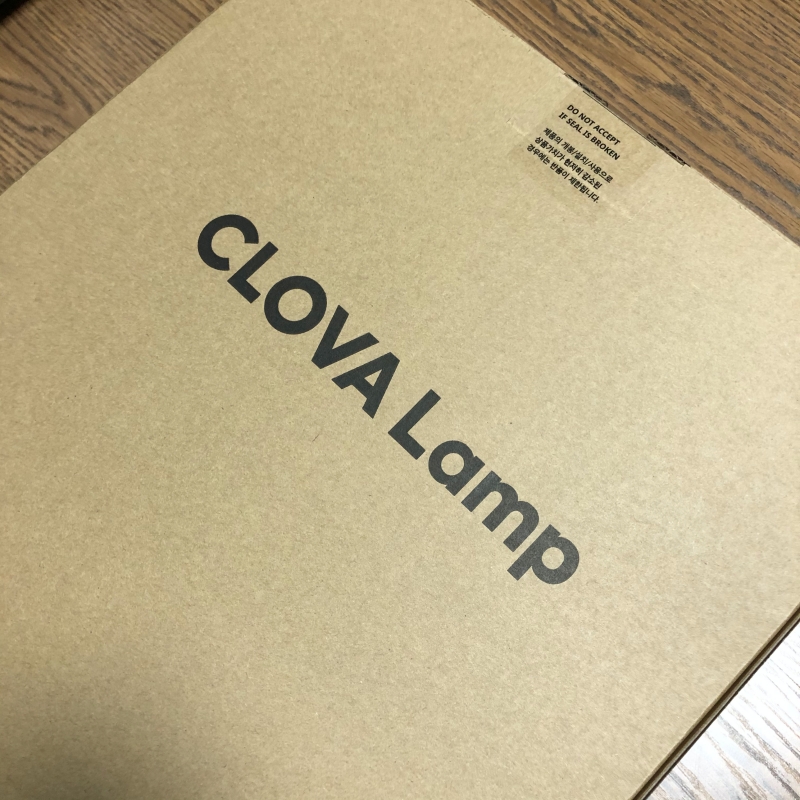 DO NOT ACCEPT
IF SEAL IS BROKEN
제품의 개봉/설치/사용으로
상품가치가 현저히 감소된
경우에는 반품이 제한됩니다.
CLOVA Lamp